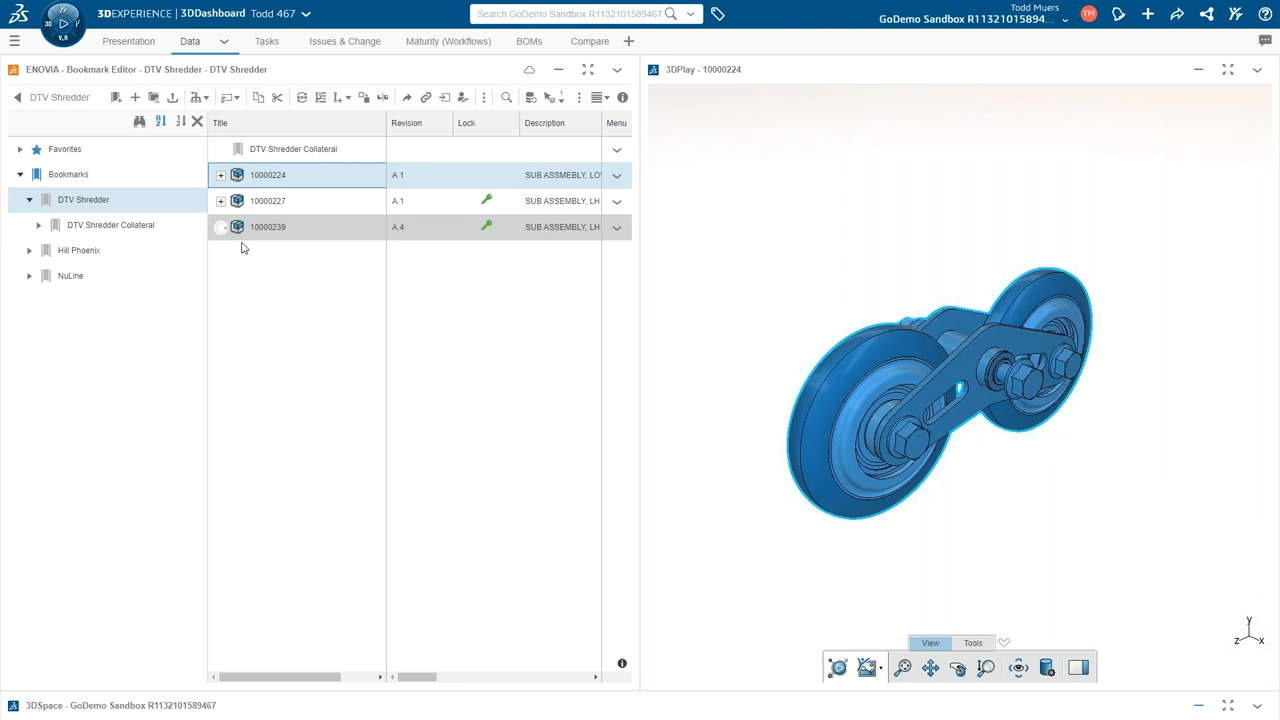 3DEXPERIENCE | 3DDashboard Todd 467
Search GoDemo Sandbox R1132101589467
Todd Muers
GoDemo Sandbox R11321015894...
TM
3D
V,R
Presentation
Data
Tasks
Issues & Change
Maturity (Workflows)
BOMs
Compare
ENOVIA - Bookmark Editor - DTV Shredder - DTV Shredder
3DPlay - 10000224
DTV Shredder
Title
Revision
Lock
Description
Menu
Favorites
Bookmarks
DTV Shredder
DTV Shredder Collateral
Hill Phoenix
NuLine
DTV Shredder Collateral
10000224 A.1 SUB ASSMEBLY, LO
10000227 A.1 SUB ASSEMBLY, LH
10000239 A.4 SUB ASSEMBLY, LH
y
z
x
View
Tools
3DSpace - GoDemo Sandbox R1132101589467